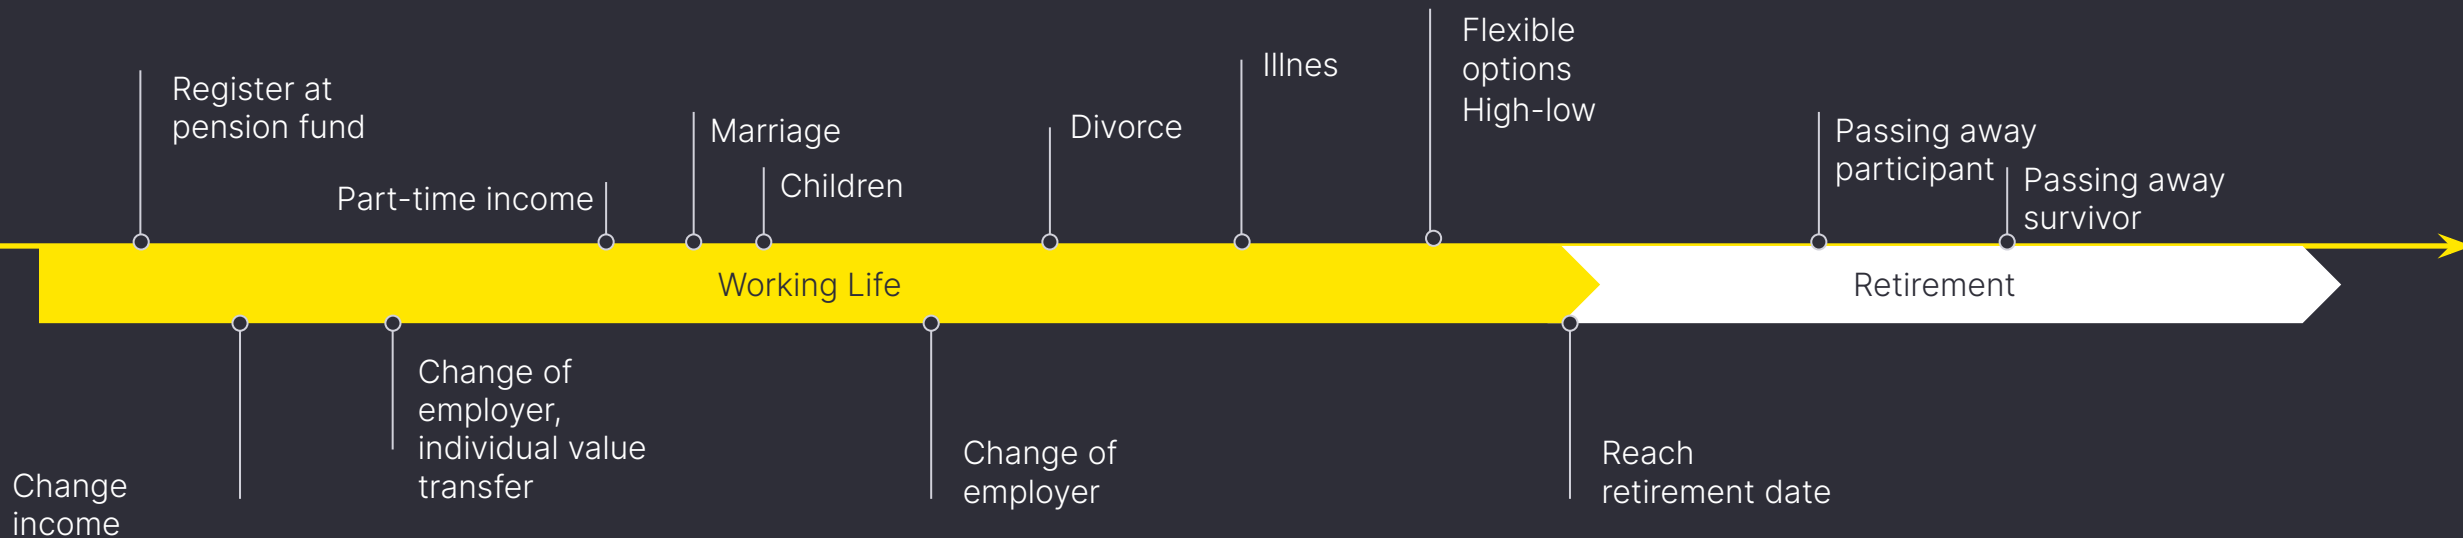 Register at
pension fund
Part-time income
Marriage
Children
Divorce
Illnes
Flexible
options
High-low
Passing away
participant
Passing away
survivor
Working Life
Retirement
Change
income
Change of
employer,
individual value
transfer
Change of
employer
Reach
retirement date